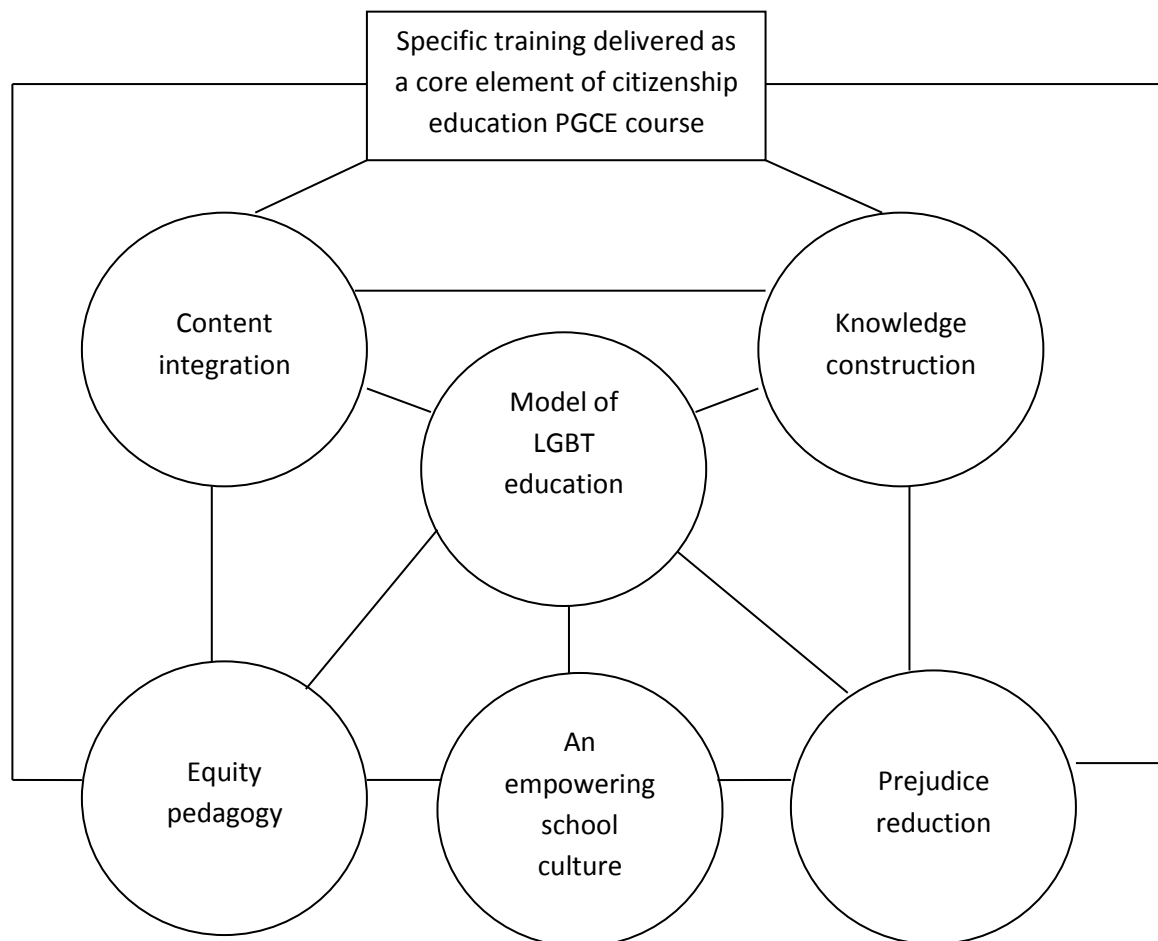 Specific training delivered as
a core element of citizenship
education PGCE course
Content
integration
Knowledge
construction
Model of
LGBT
education
Equity
pedagogy
An
empowering
school
culture
Prejudice
reduction